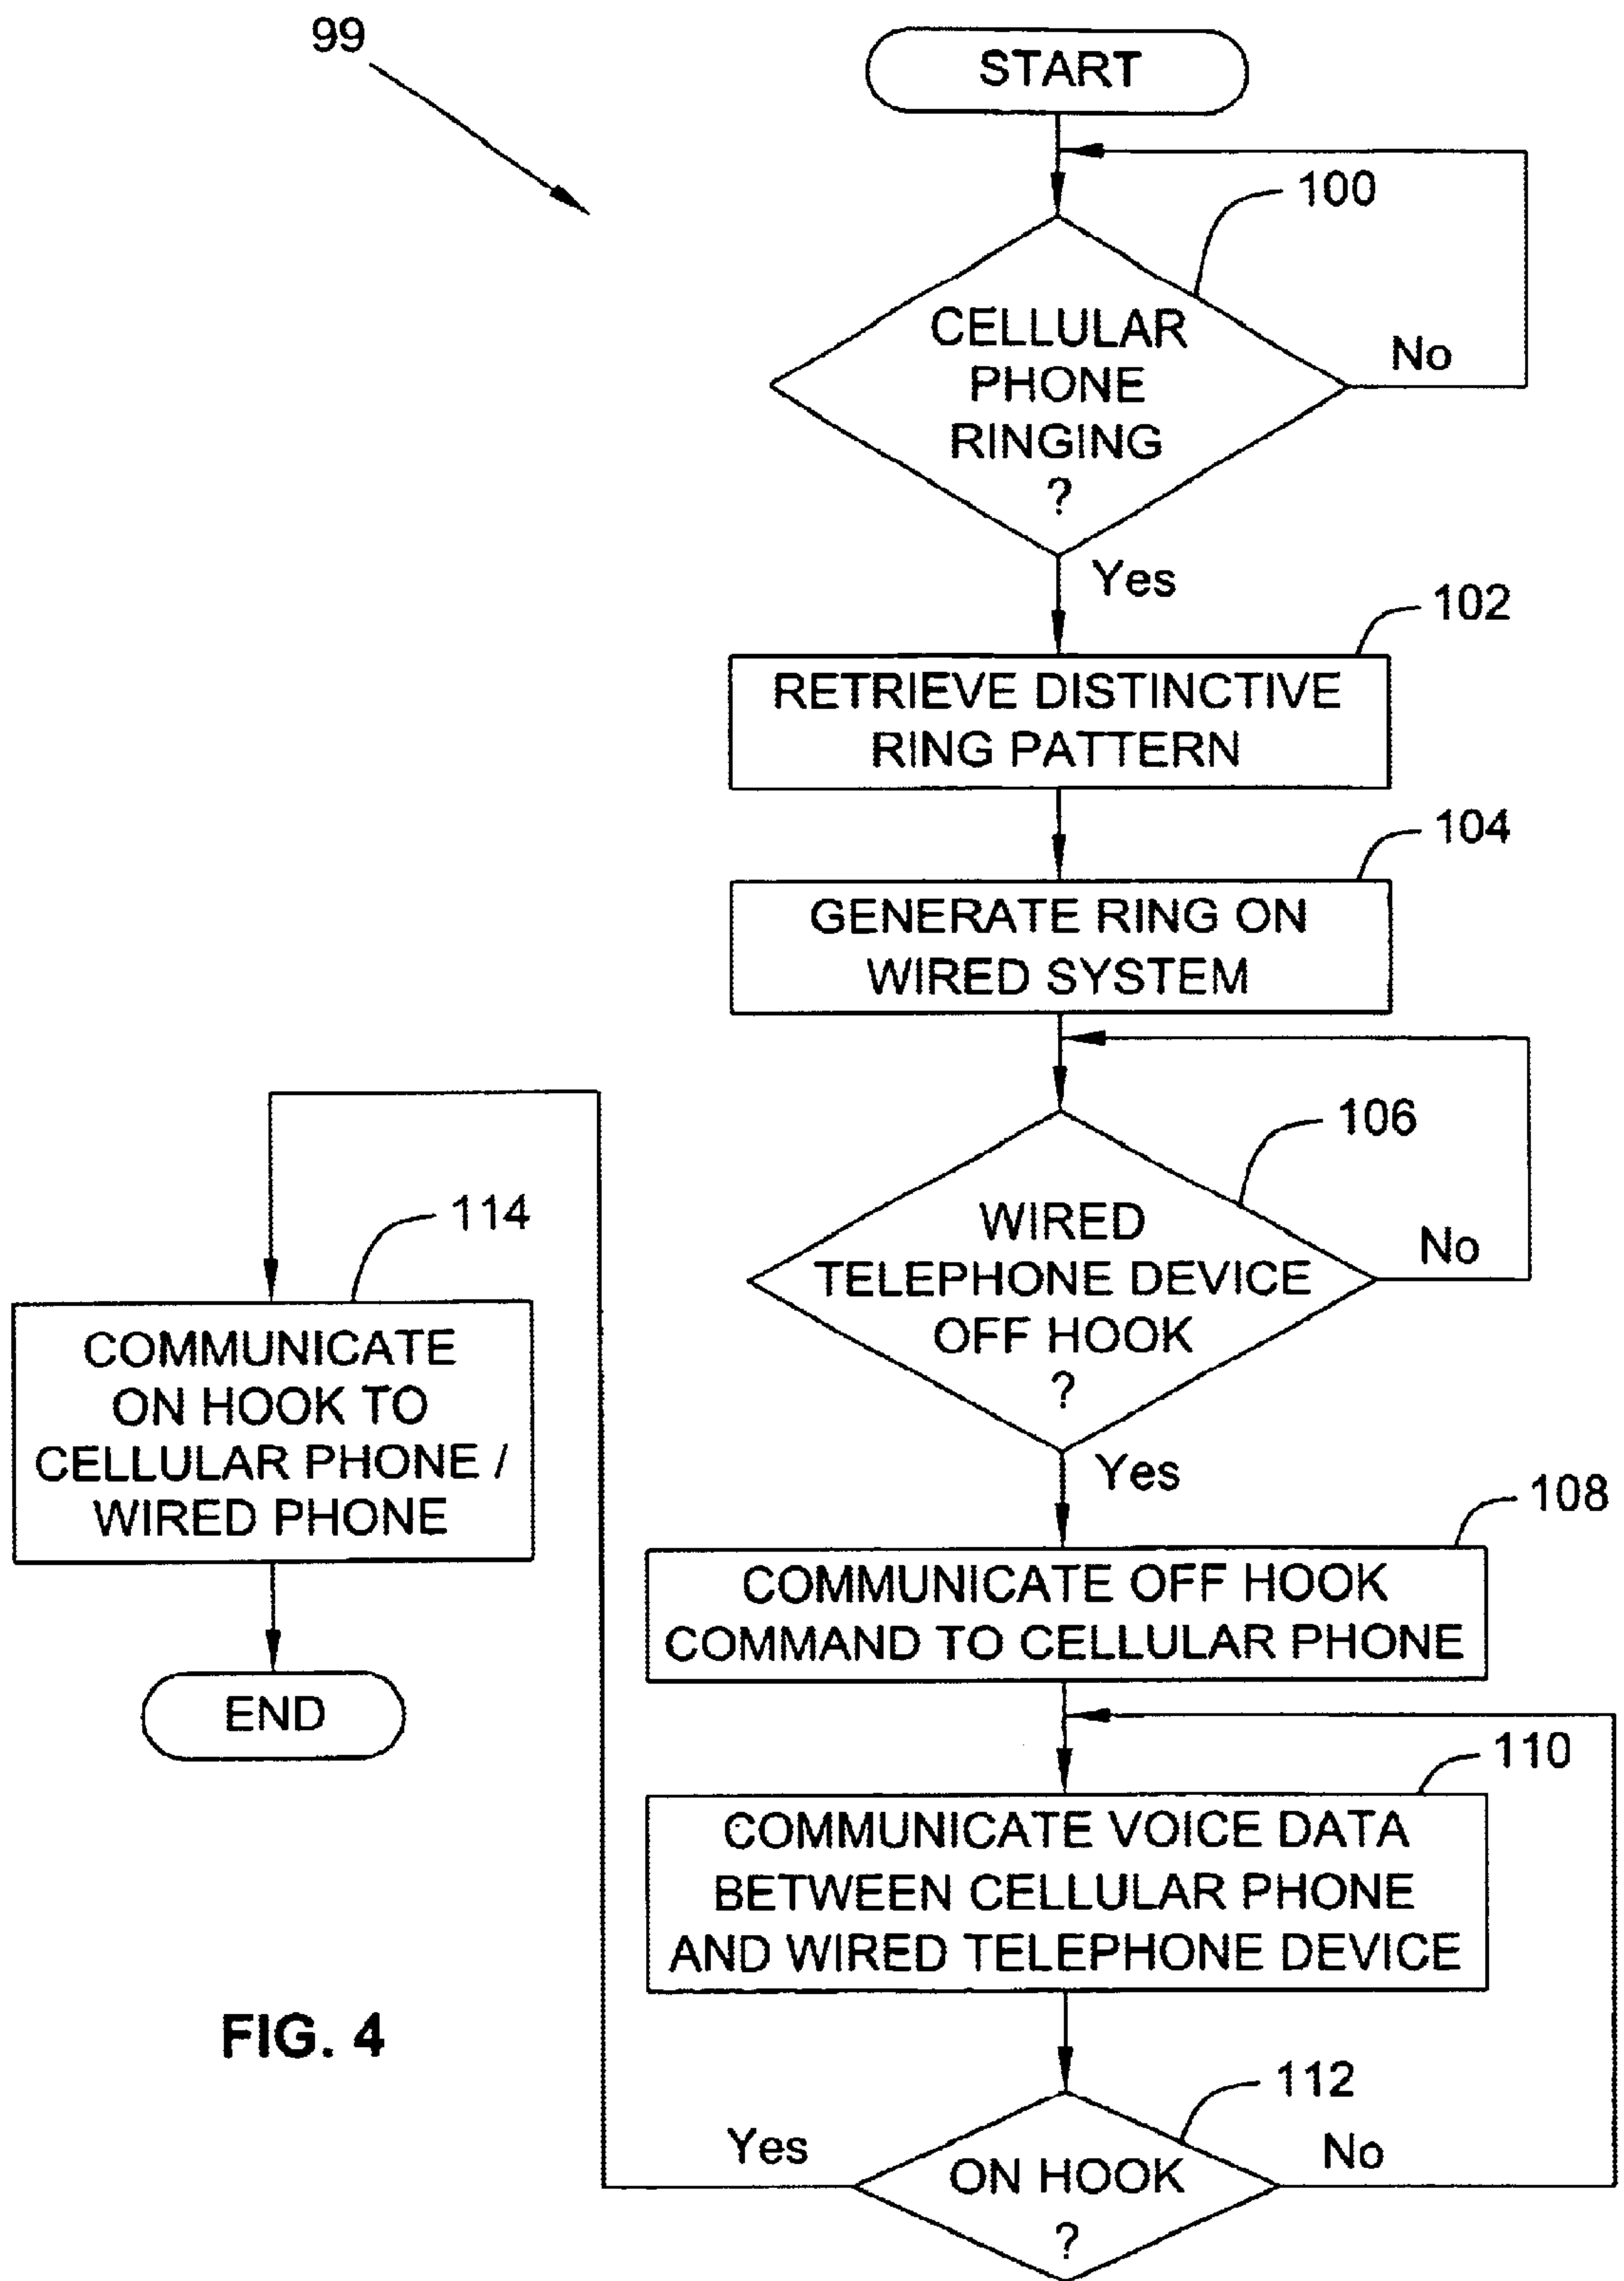 99
START
100
CELLULAR
PHONE
RINGING
?
No
Yes
102
RETRIEVE DISTINCTIVE
RING PATTERN
104
GENERATE RING ON
WIRED SYSTEM
106
WIRED
TELEPHONE DEVICE
OFF HOOK
?
No
Yes
108
COMMUNICATE OFF HOOK
COMMAND TO CELLULAR PHONE
110
COMMUNICATE VOICE DATA
BETWEEN CELLULAR PHONE
AND WIRED TELEPHONE DEVICE
112
ON HOOK
?
No
Yes
114
COMMUNICATE
ON HOOK TO
CELLULAR PHONE /
WIRED PHONE
END
FIG. 4